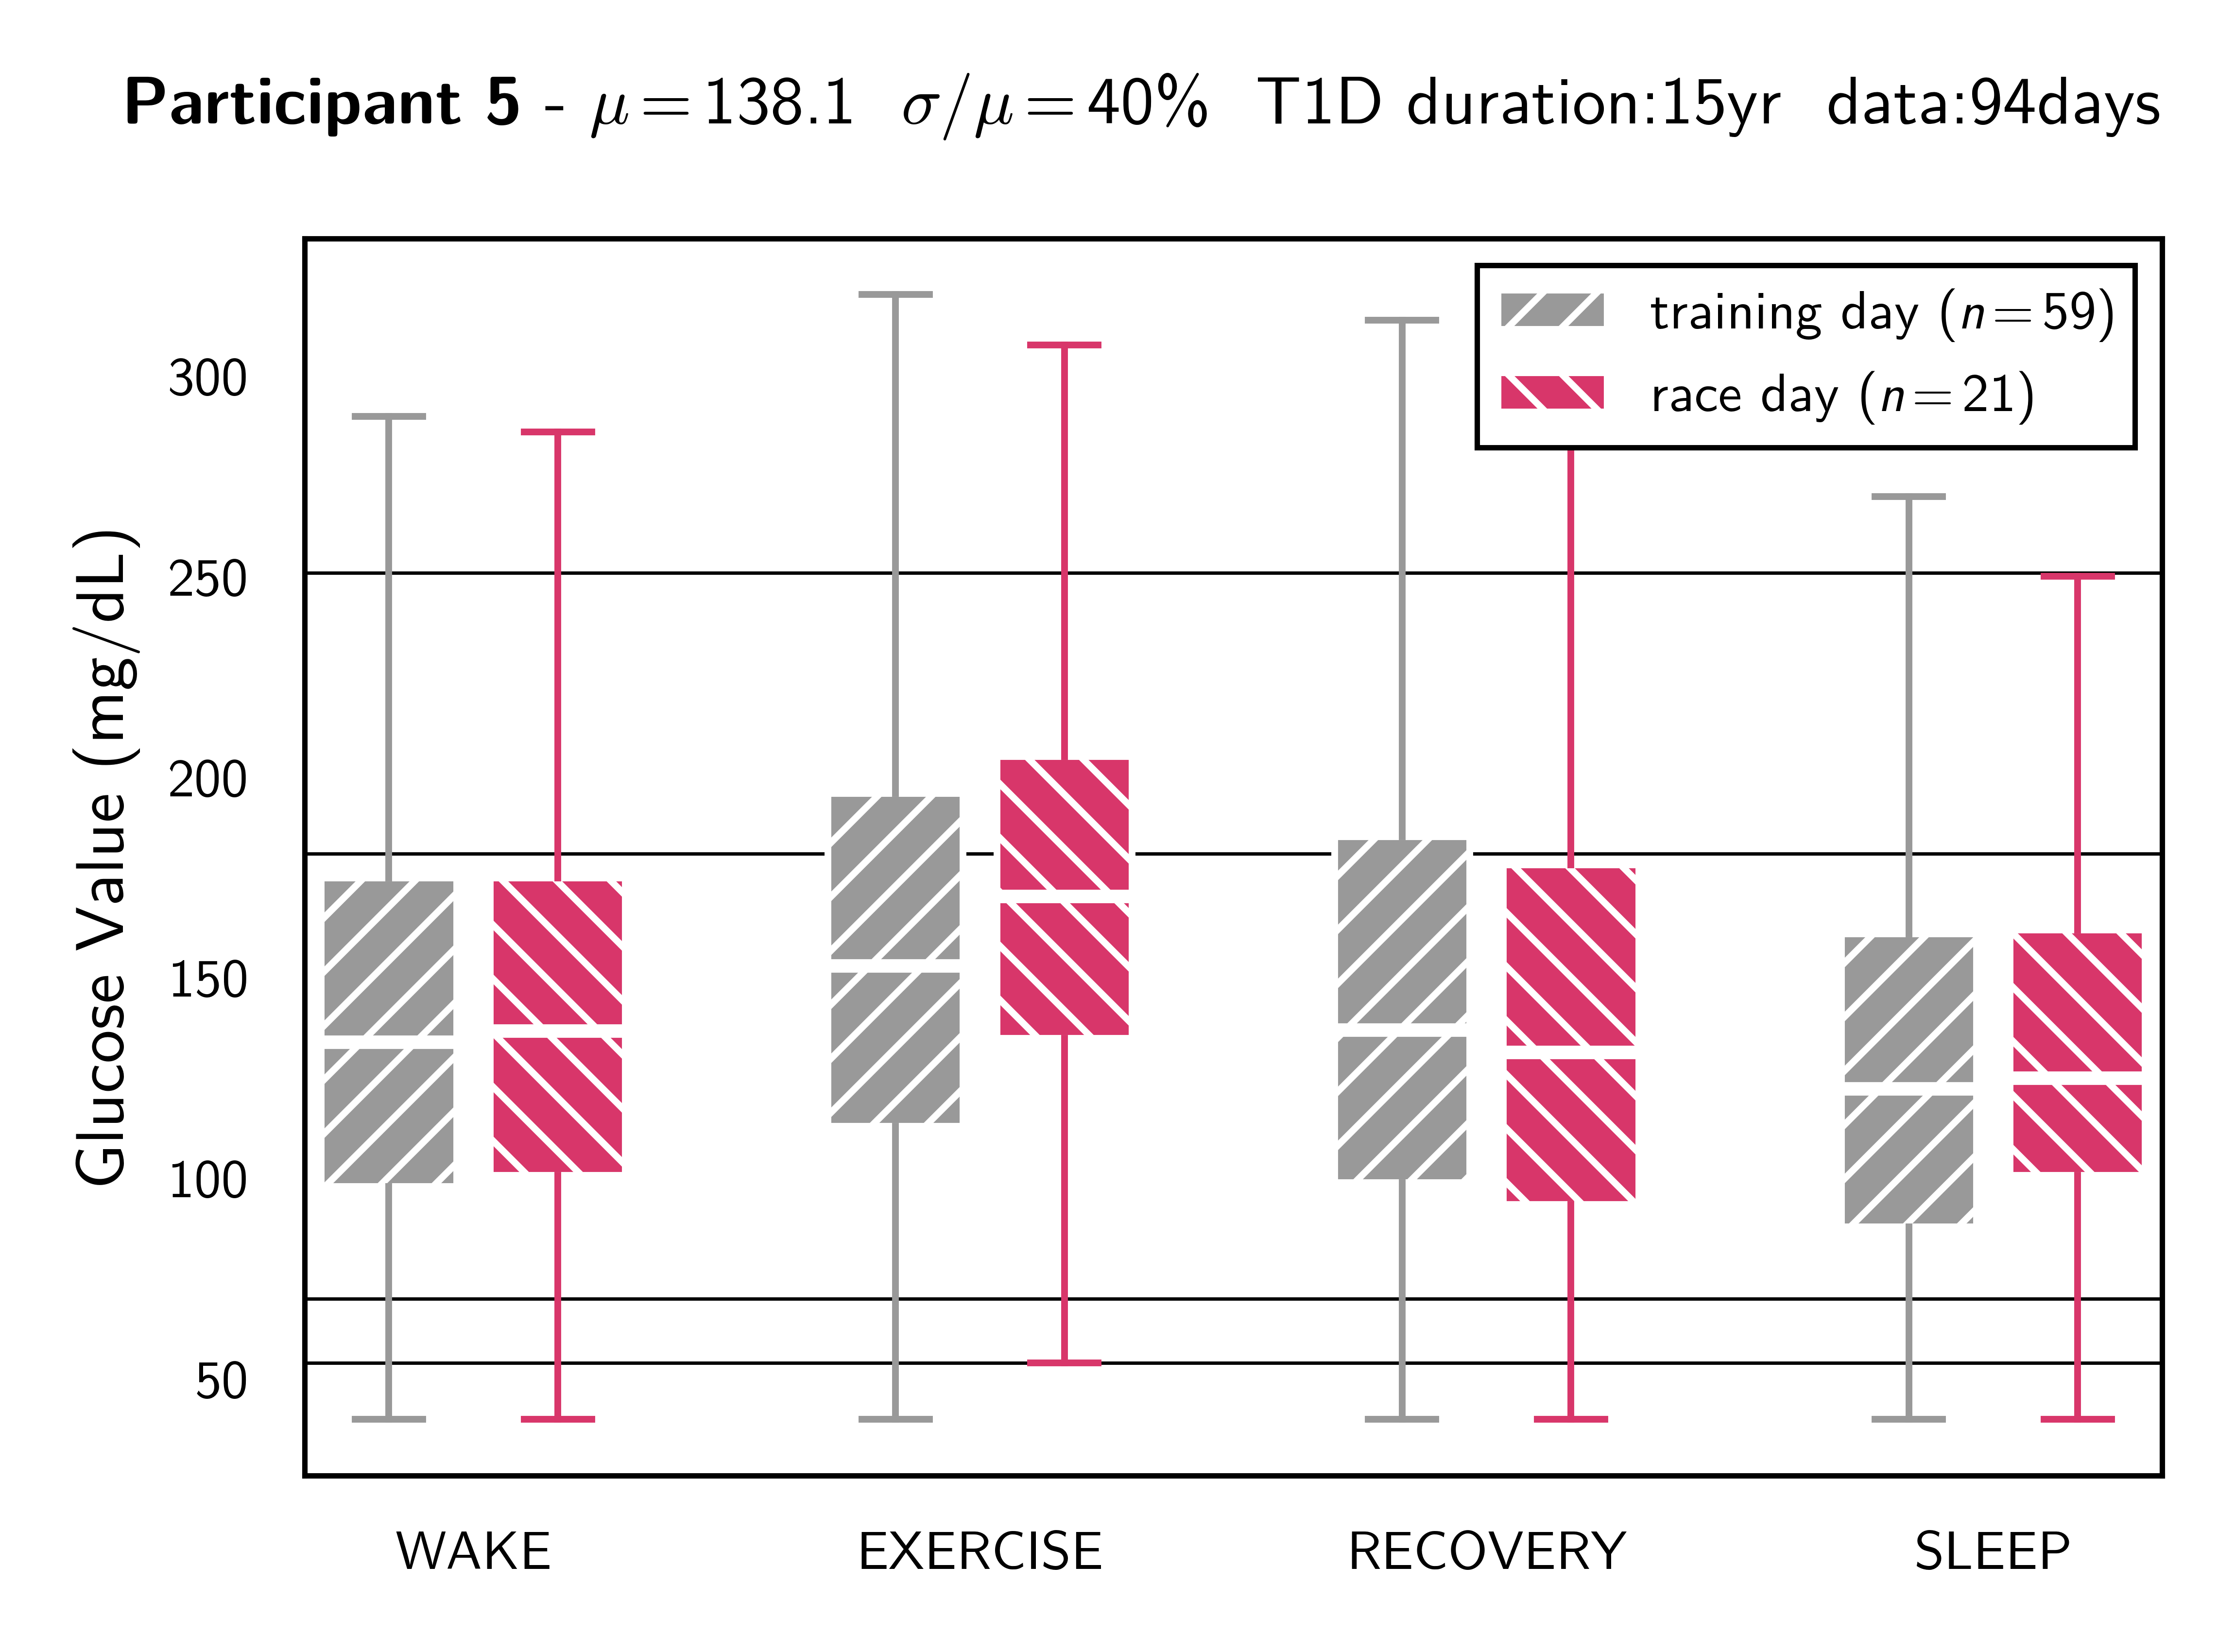 Participant 5 - μ=138.1 σ/μ=40% T1D duration:15yr data:94days
training day (n=59)
race day (n=21)
Glucose Value (mg/dL)
300
250
200
150
100
50
WAKE EXERCISE RECOVERY SLEEP